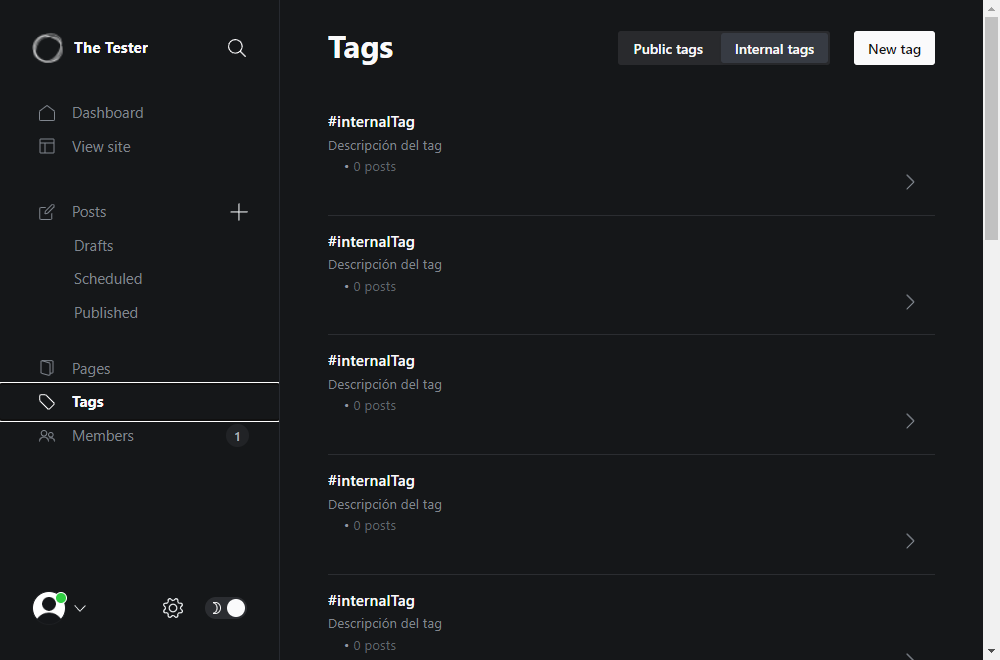 The Tester
Dashboard
View site
Posts
Drafts
Scheduled
Published
Pages
Tags
Members 1
Tags
Public tags Internal tags New tag
#internalTag
Descripción del tag
• 0 posts
#internalTag
Descripción del tag
• 0 posts
#internalTag
Descripción del tag
• 0 posts
#internalTag
Descripción del tag
• 0 posts
#internalTag
Descripción del tag
• 0 posts